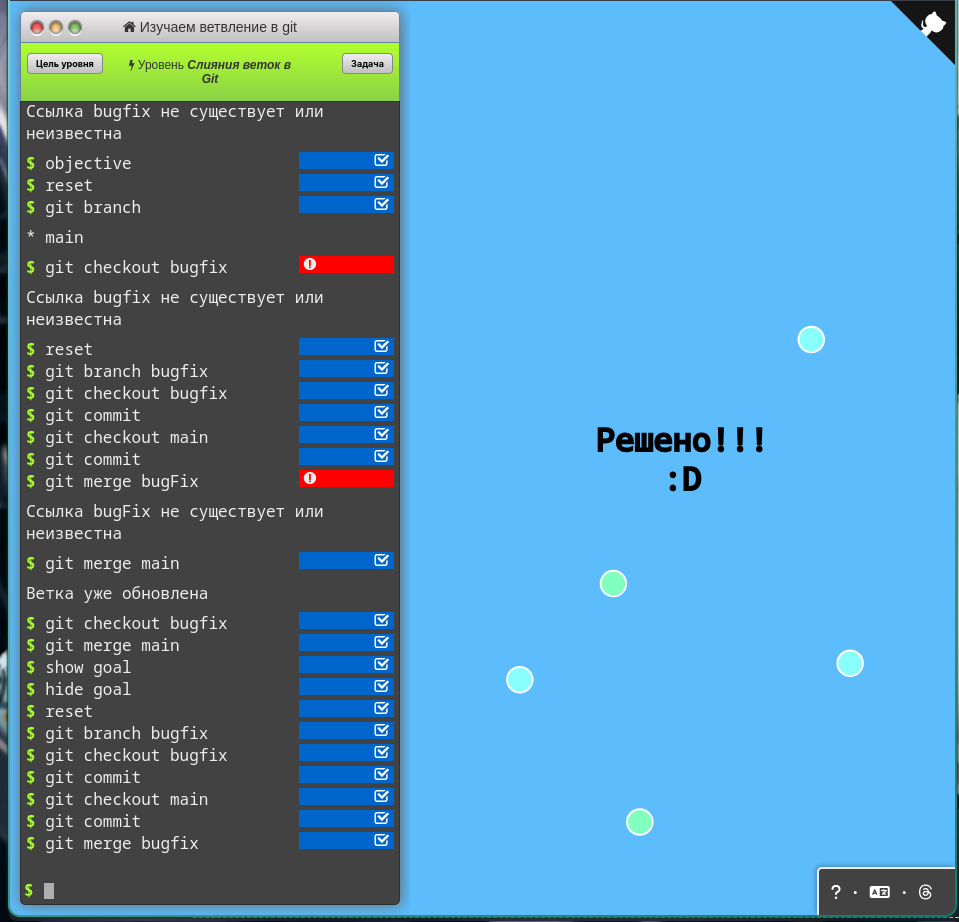 Изучаем ветвление в git
Цель уровня
Уровень Слияния веток в
Git
Задача
Ссылка bugfix не существует или
неизвестна
$ objective
$ reset
$ git branch
* main
$ git checkout bugfix
Ссылка bugfix не существует или
неизвестна
$ reset
$ git branch bugfix
$ git checkout bugfix
$ git commit
$ git checkout main
$ git commit
$ git merge bugFix
Ссылка bugFix не существует или
неизвестна
$ git merge main
Ветка уже обновлена
$ git checkout bugfix
$ git merge main
$ show goal
$ hide goal
$ reset
$ git branch bugfix
$ git checkout bugfix
$ git commit
$ git checkout main
$ git commit
$ git merge bugfix
$
Решено!!!
:D
? · ·